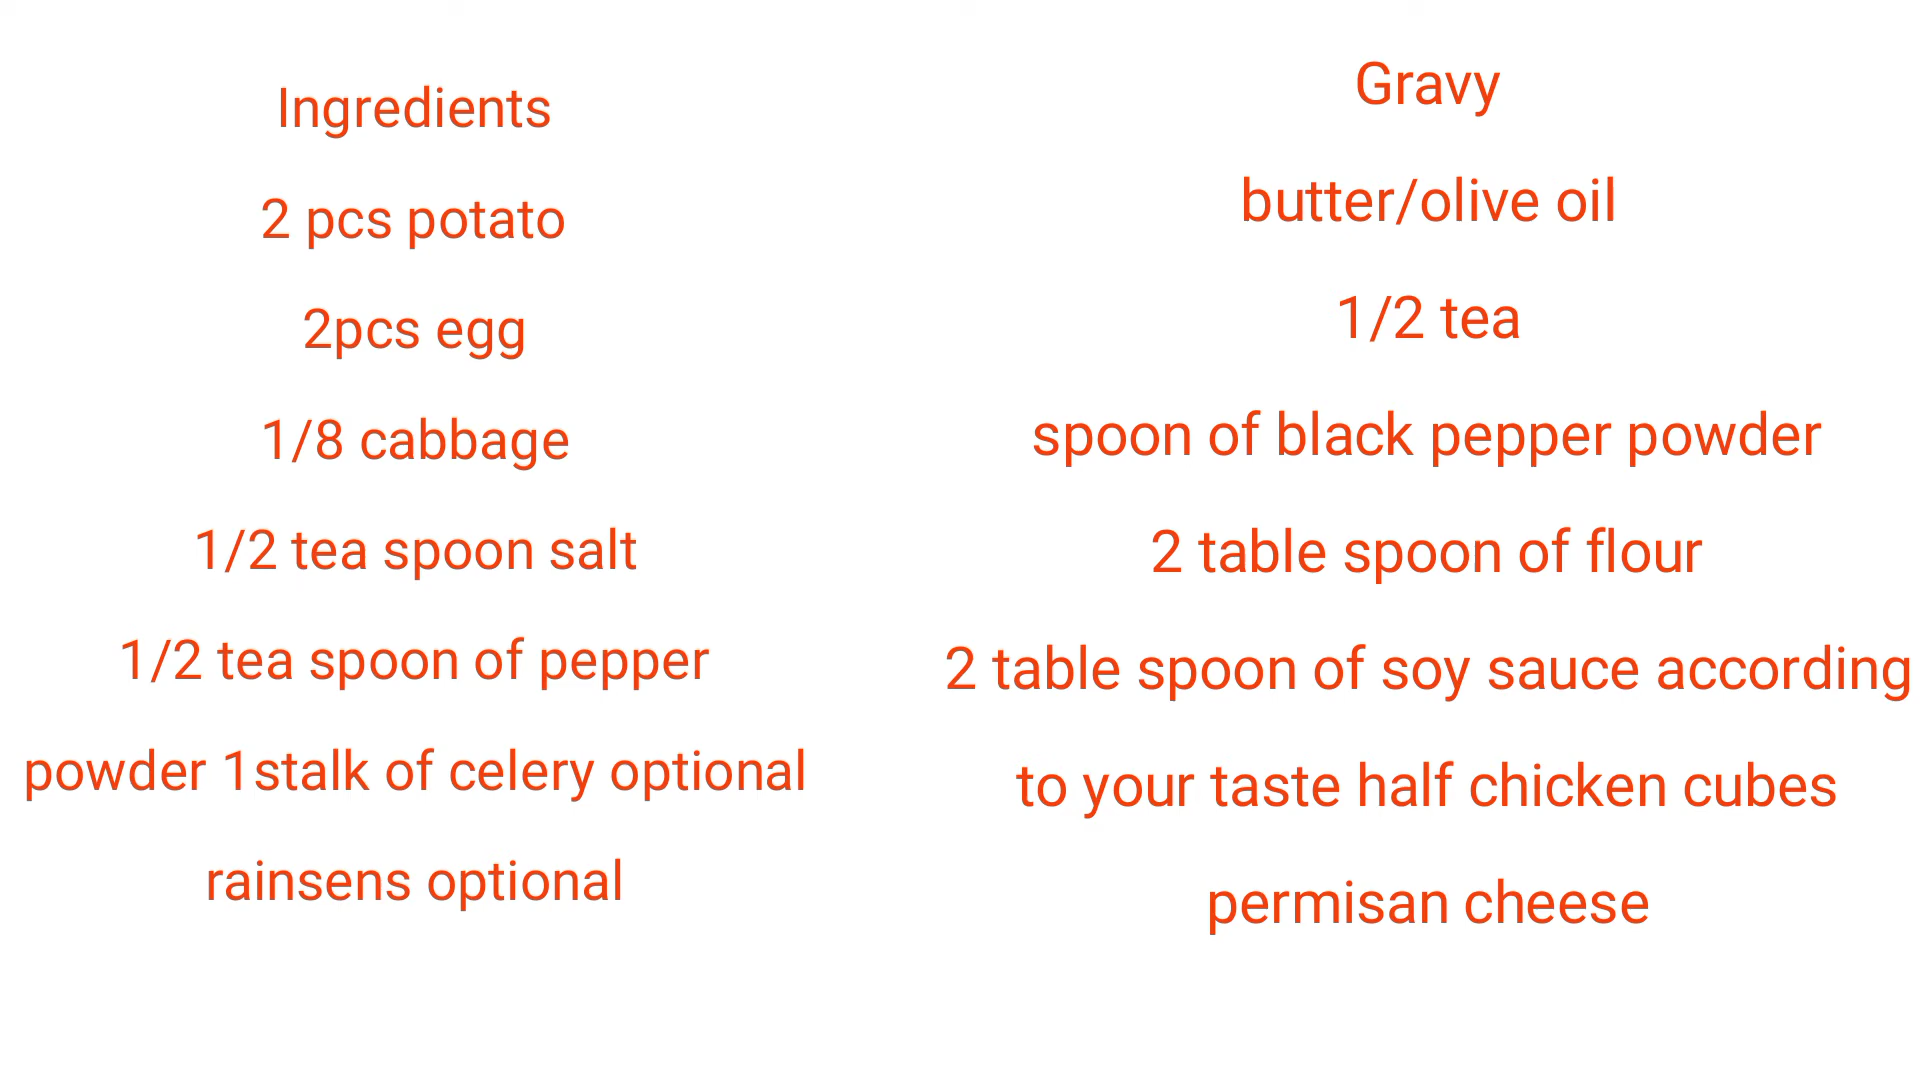 Ingredients
2 pcs potato
2pcs egg
1/8 cabbage
1/2 tea spoon salt
1/2 tea spoon of pepper
powder 1stalk of celery optional
rainsens optional
Gravy
butter/olive oil
1/2 tea
spoon of black pepper powder
2 table spoon of flour
2 table spoon of soy sauce according
to your taste half chicken cubes
permisan cheese